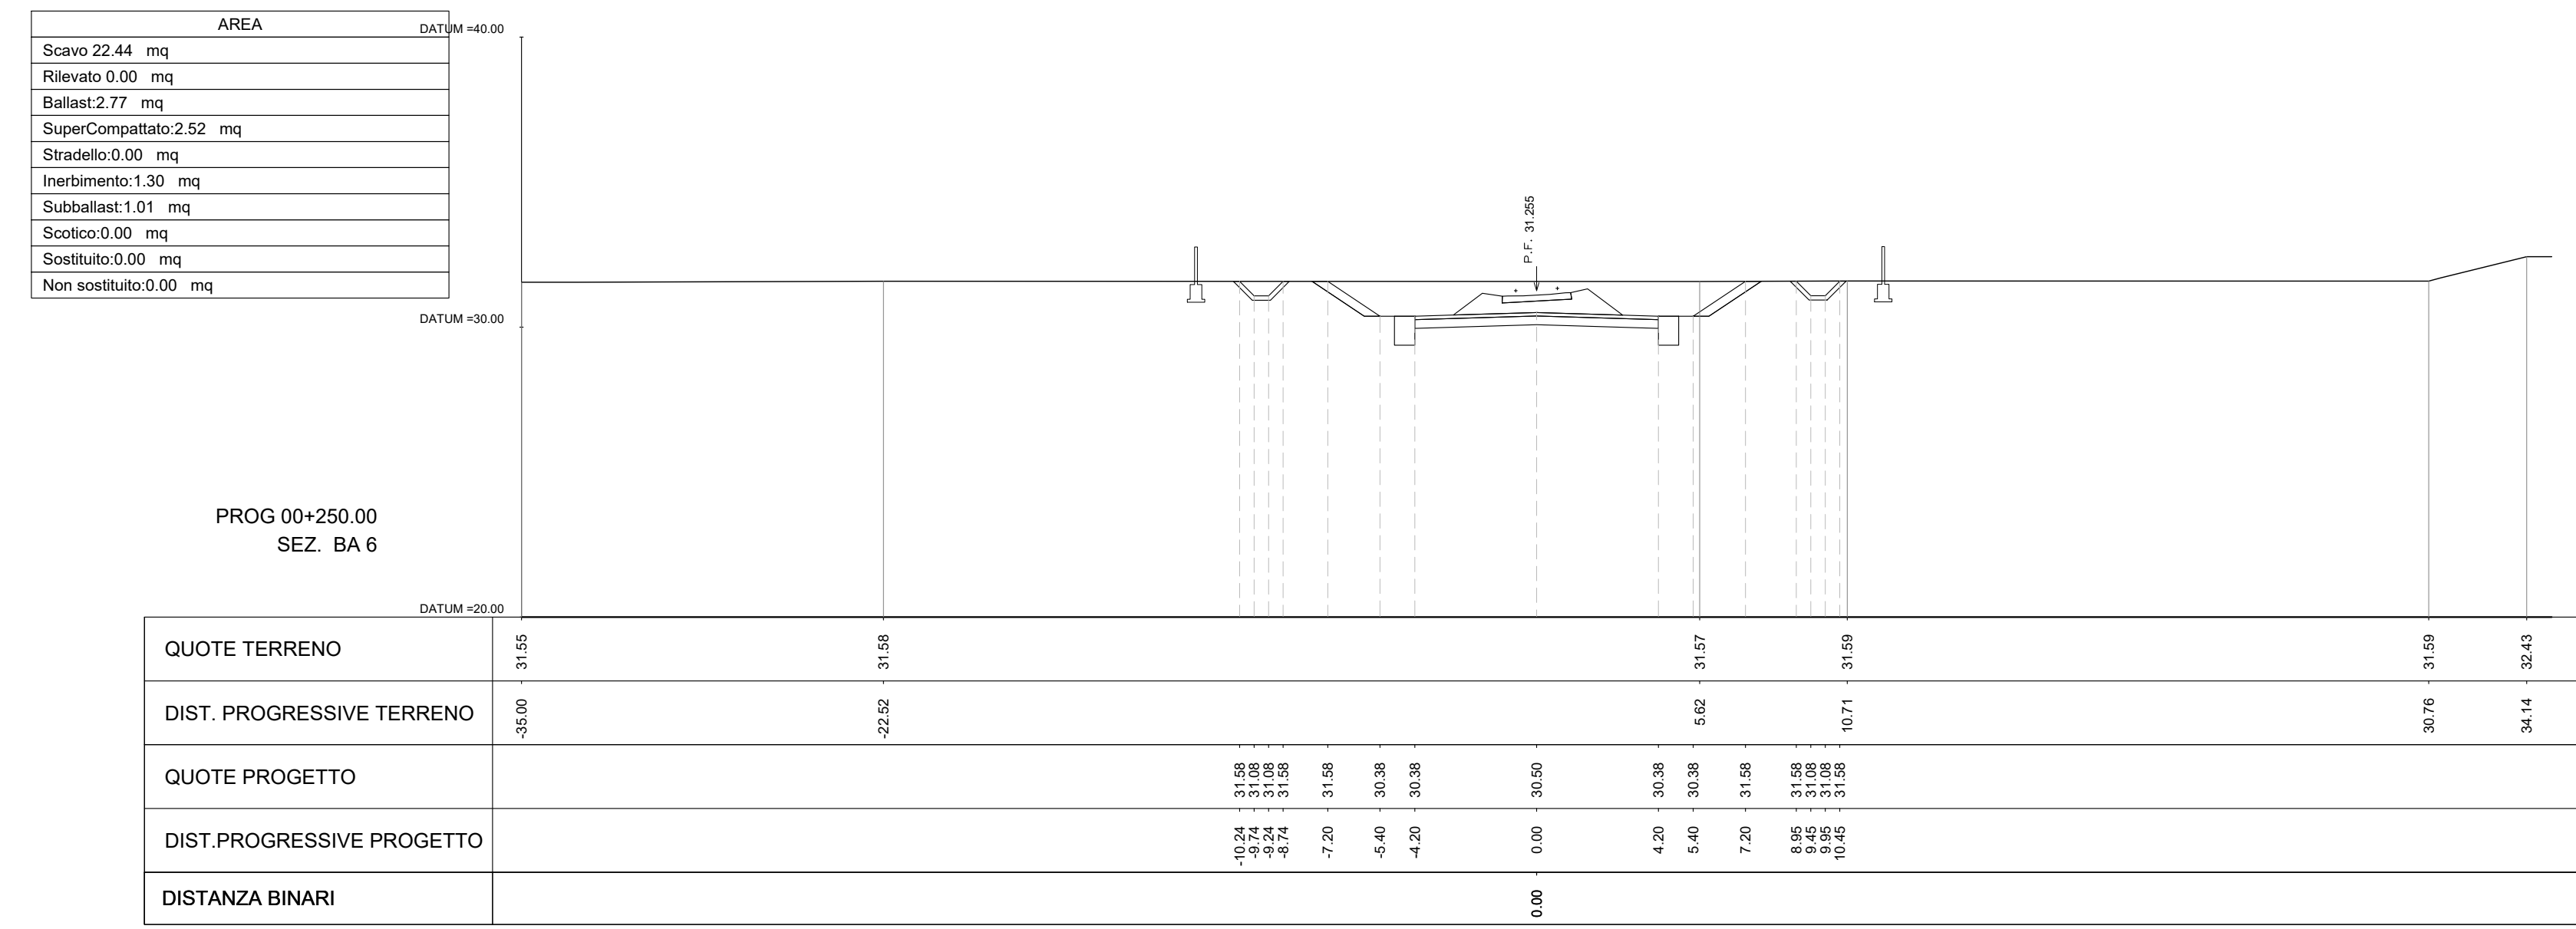 AREA
Scavo 22.44 mq
Rilevato 0.00 mq
Ballast:2.77 mq
SuperCompattato:2.52 mq
Stradello:0.00 mq
Inerbimento:1.30 mq
Subballast:1.01 mq
Scotico:0.00 mq
Sostituito:0.00 mq
Non sostituito:0.00 mq
DATUM =40.00
P.F. 31.255
DATUM =30.00
PROG 00+250.00
SEZ. BA 6
DATUM =20.00
QUOTE TERRENO 31.55 31.58 31.57 31.59 31.59 32.43
DIST. PROGRESSIVE TERRENO -35.00 -22.52 5.62 10.71 30.76 34.14
QUOTE PROGETTO 31.58 31.08 31.08 31.58 31.58 30.38 30.38 30.50 30.38 30.38 31.58 31.58 31.08 31.08 31.58
DIST.PROGRESSIVE PROGETTO -10.24 -9.74 -9.24 -8.74 -7.20 -5.40 -4.20 0.00 4.20 5.40 7.20 8.95 9.45 9.95 10.45
DISTANZA BINARI 0.00